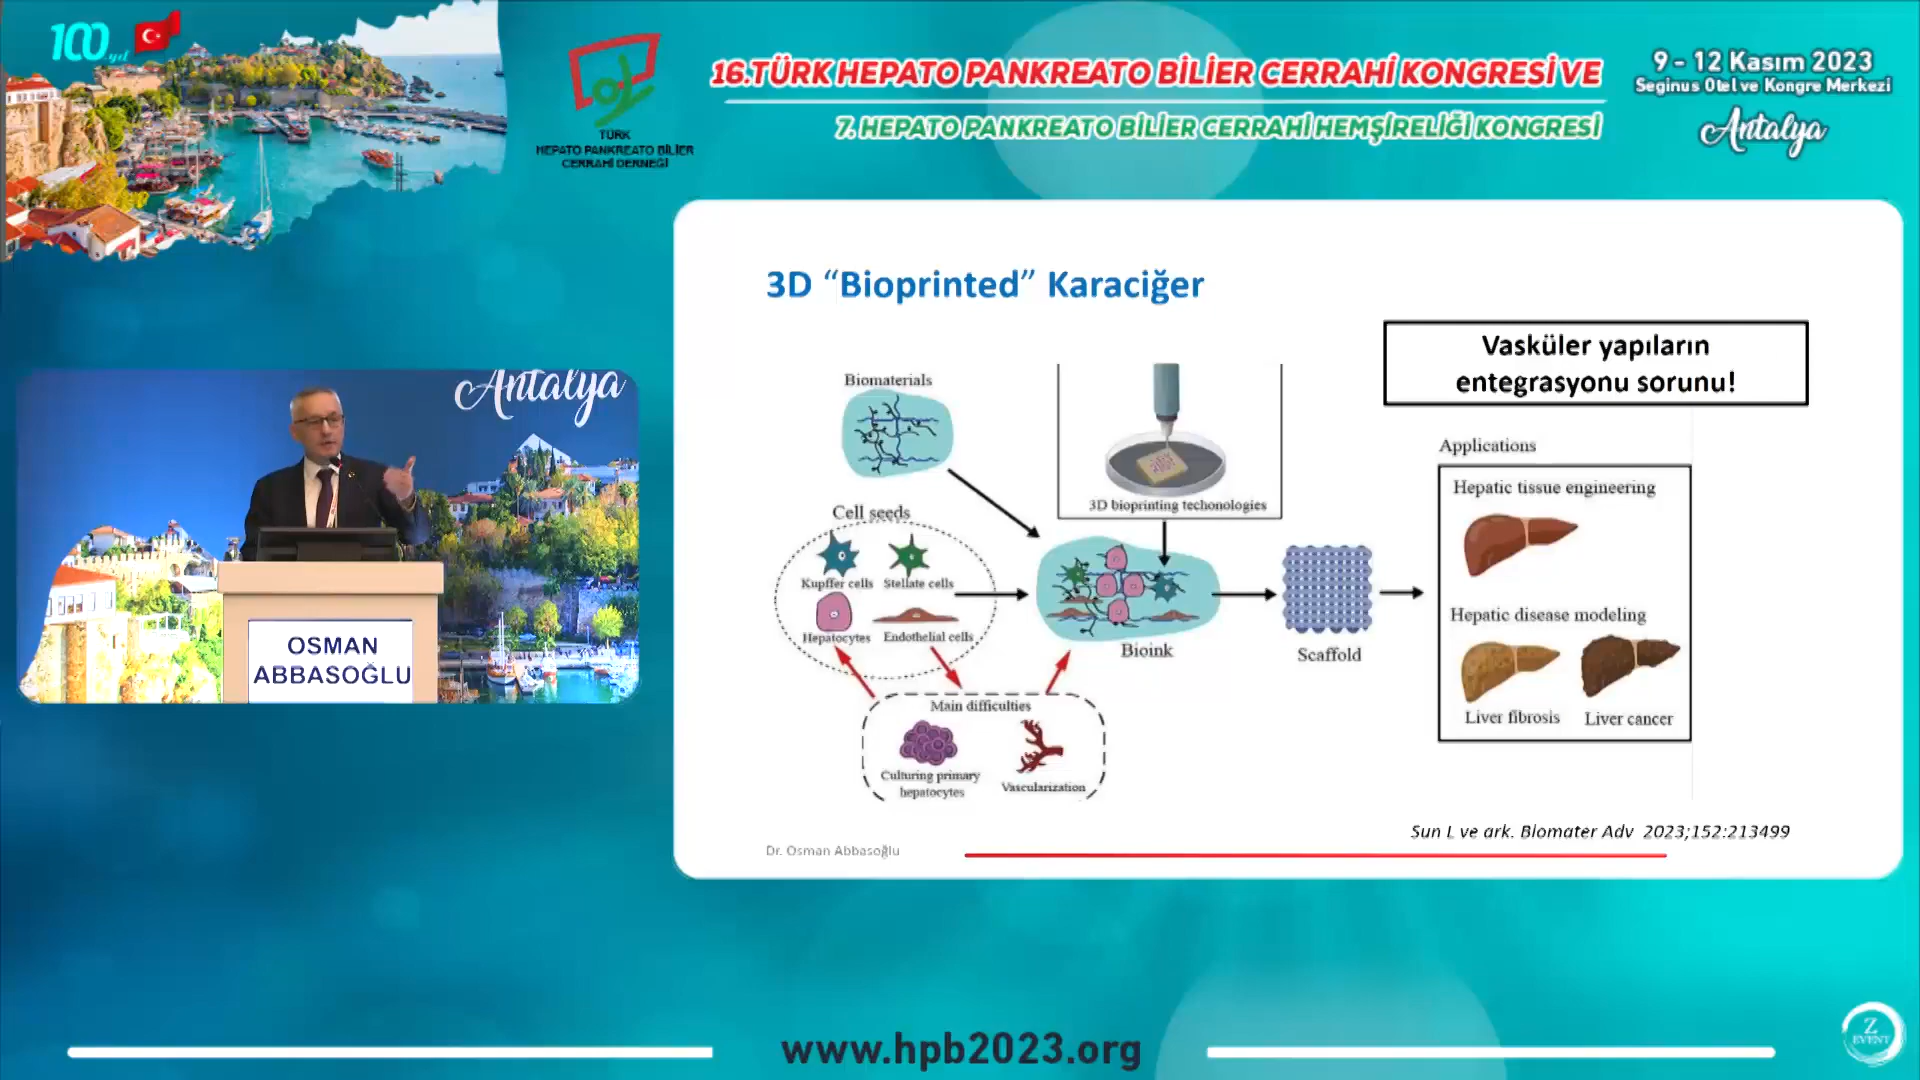 100.yıl
TÜRK
HEPATO PANKREATO BİLİER
CERRAHİ DERNEĞİ
16.TÜRK HEPATO PANKREATO BİLİER CERRAHİ KONGRESİ VE
7. HEPATO PANKREATO BİLİER CERRAHİ HEMŞİRELİĞİ KONGRESİ
9 - 12 Kasım 2023
Seginus Otel ve Kongre Merkezi
Antalya
Antalya
OSMAN
ABBASOĞLU
3D “Bioprinted” Karaciğer
Vasküler yapıların
entegrasyonu sorunu!
Biomaterials
3D bioprinting techonologies
Cell seeds
Kupffer cells
Stellate cells
Hepatocytes
Endothelial cells
Bioink
Scaffold
Main difficulties
Culturing primary
hepatocytes
Vascularization
Applications
Hepatic tissue engineering
Hepatic disease modeling
Liver fibrosis
Liver cancer
Sun L ve ark. Biomater Adv 2023;152:213499
Dr. Osman Abbasoğlu
www.hpb2023.org
Z
EVENT